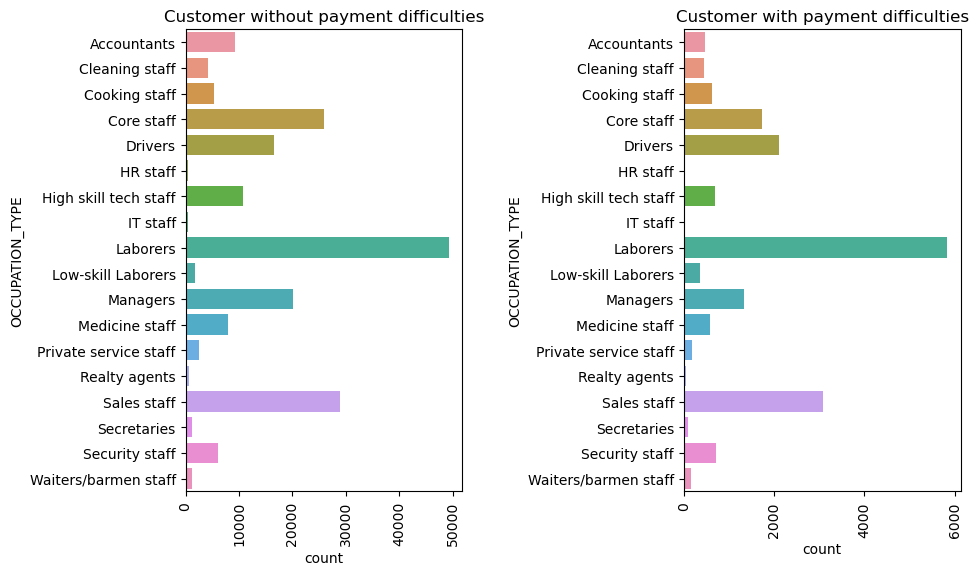 Customer without payment difficulties
OCCUPATION_TYPE
Accountants
Cleaning staff
Cooking staff
Core staff
Drivers
HR staff
High skill tech staff
IT staff
Laborers
Low-skill Laborers
Managers
Medicine staff
Private service staff
Realty agents
Sales staff
Secretaries
Security staff
Waiters/barmen staff
0
10000
20000
30000
40000
50000
count
Customer with payment difficulties
OCCUPATION_TYPE
Accountants
Cleaning staff
Cooking staff
Core staff
Drivers
HR staff
High skill tech staff
IT staff
Laborers
Low-skill Laborers
Managers
Medicine staff
Private service staff
Realty agents
Sales staff
Secretaries
Security staff
Waiters/barmen staff
0
2000
4000
6000
count